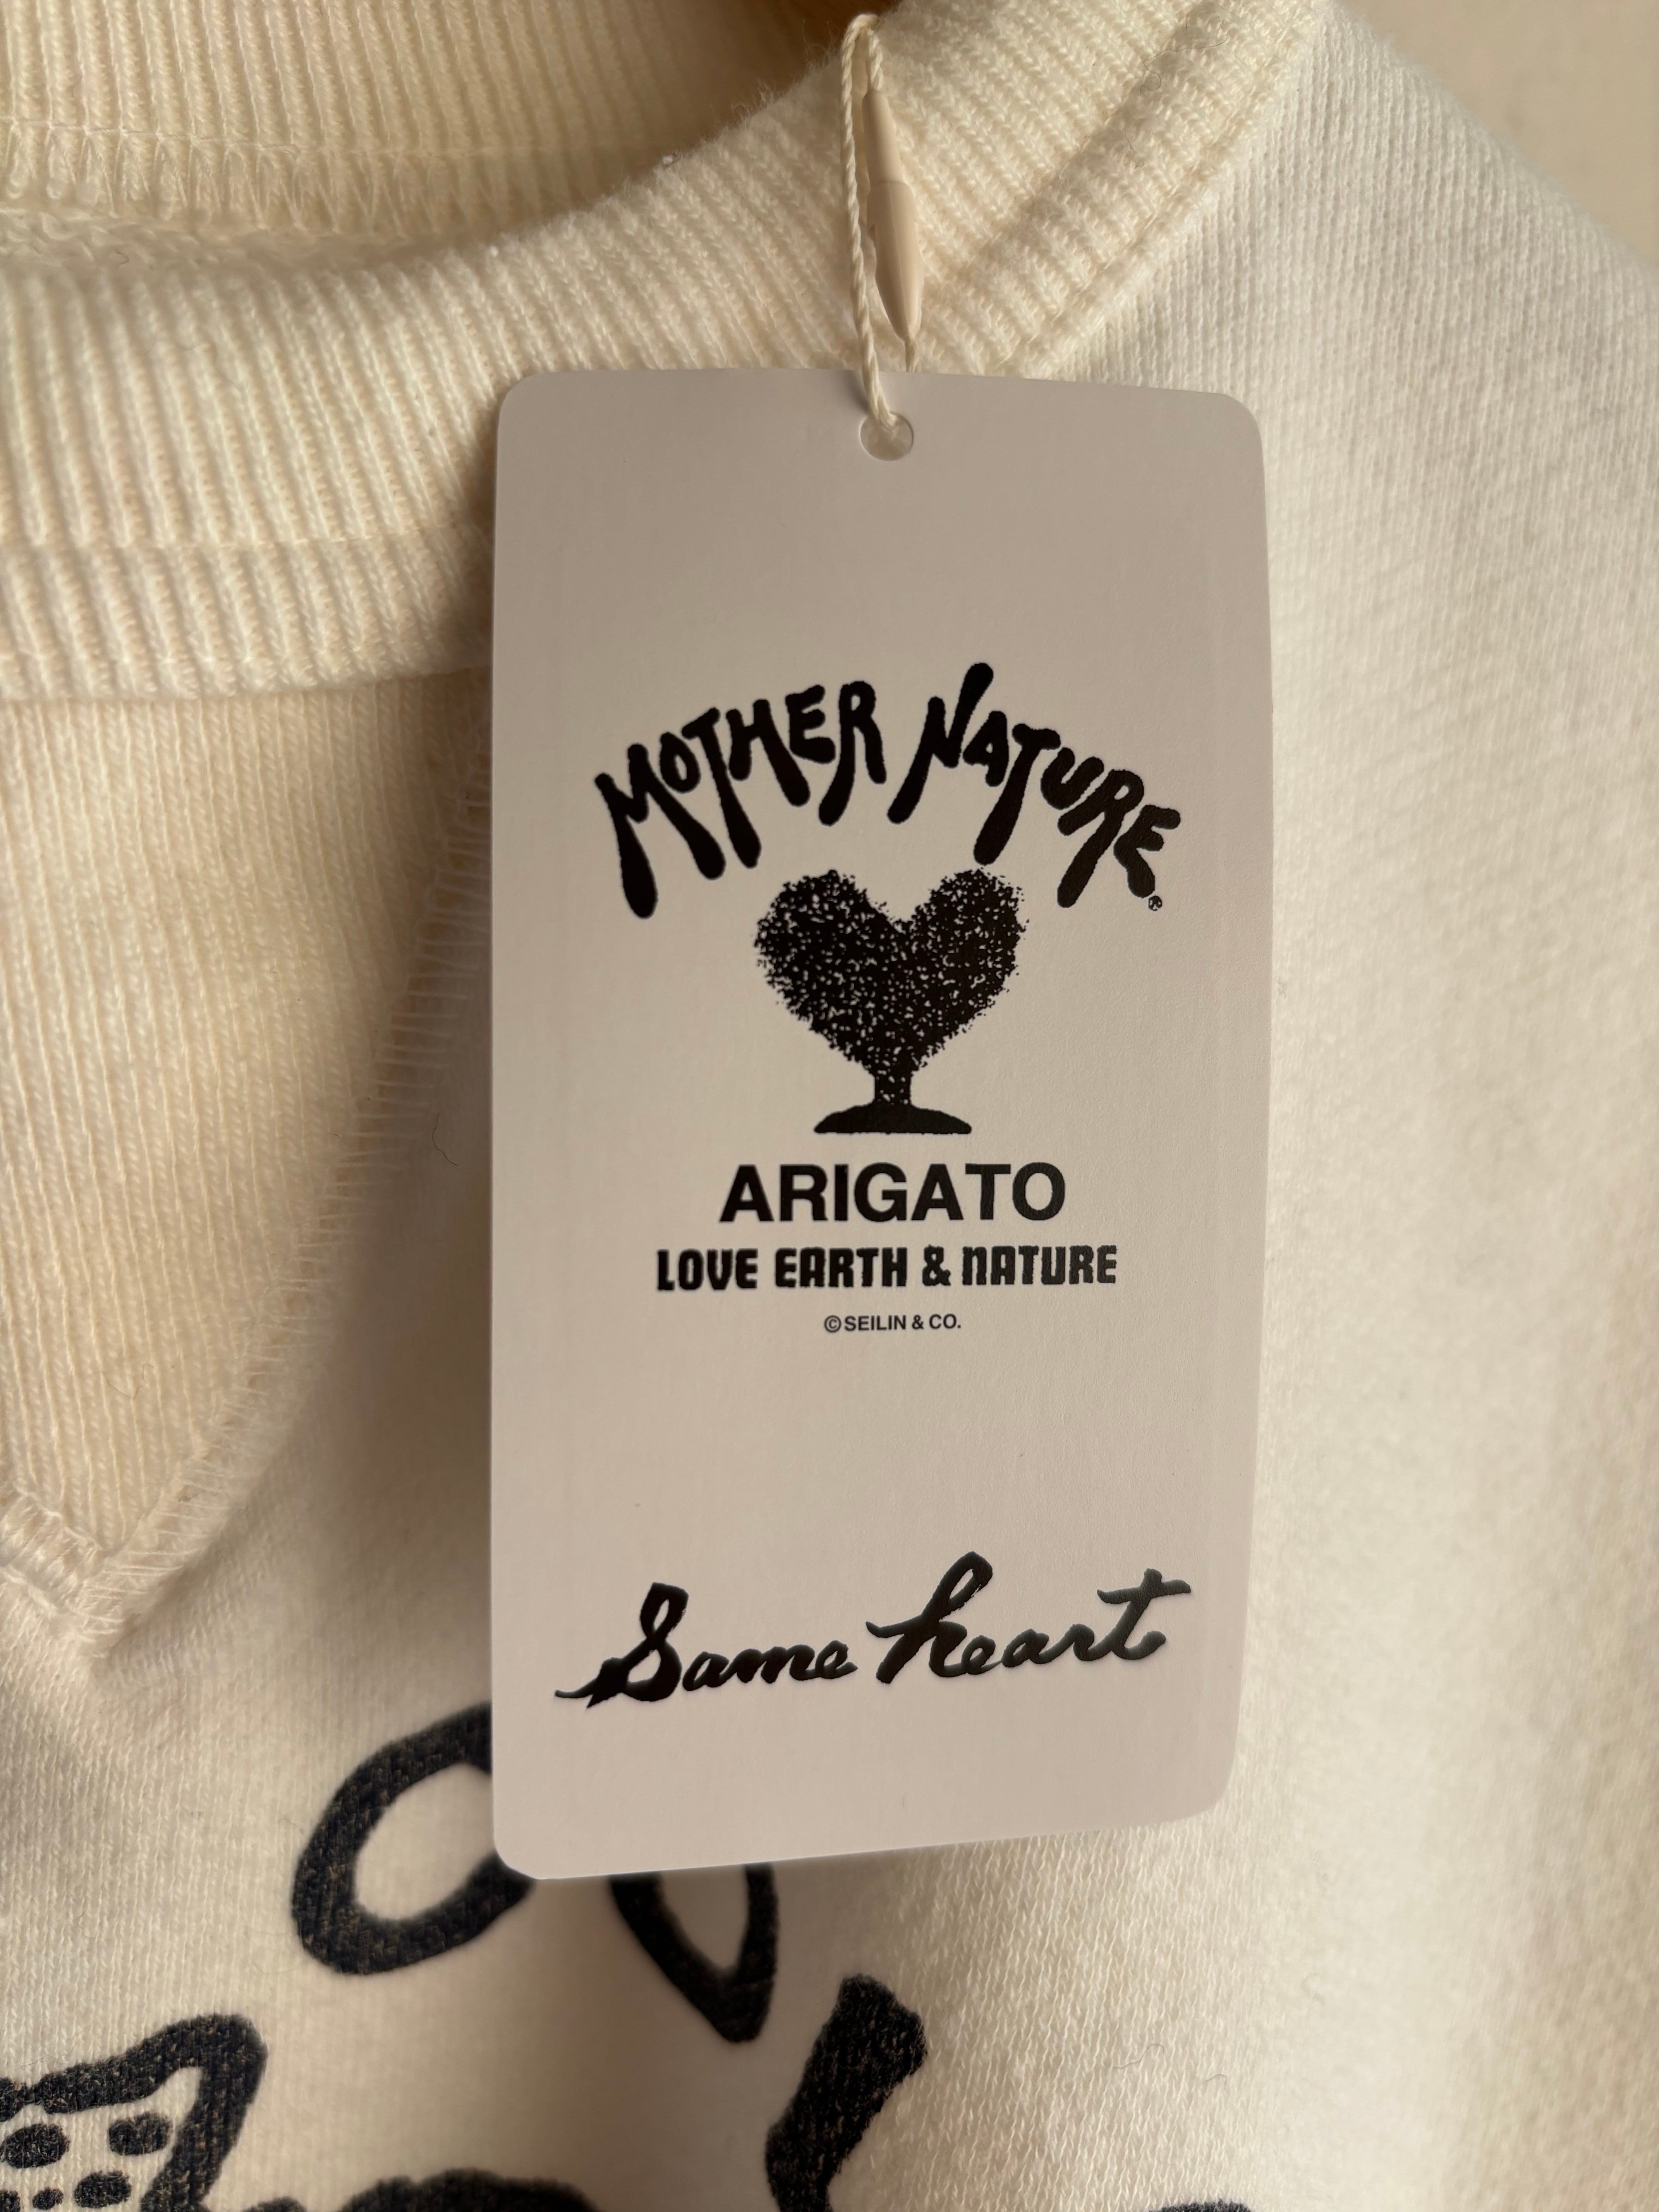 MOTHER NATURE®
ARIGATO
LOVE EARTH & NATURE
©SEILIN & CO.
Same heart